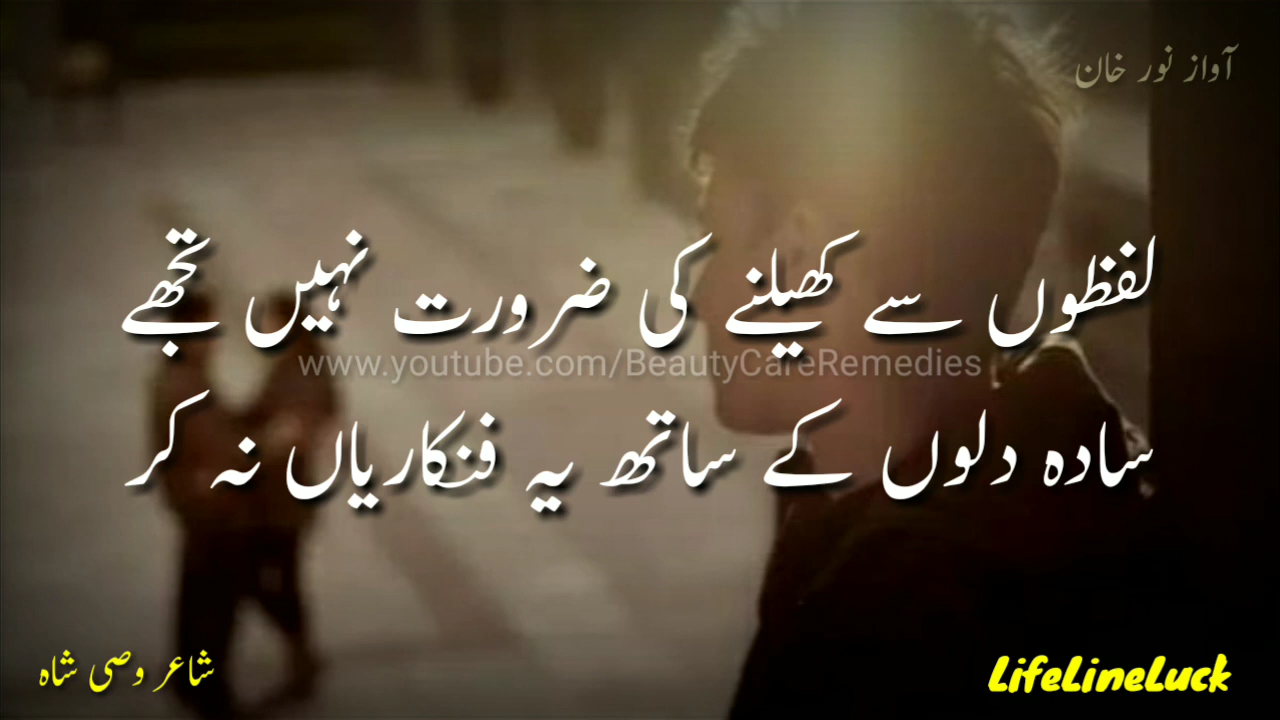 آواز نور خان
لفظوں سے کھیلنے کی ضرورت نہیں تجھے
www.youtube.com/BeautyCareRemedies
سادہ دلوں کے ساتھ یہ فنکاریاں نہ کر
شاعر وصی شاہ
LifeLineLuck